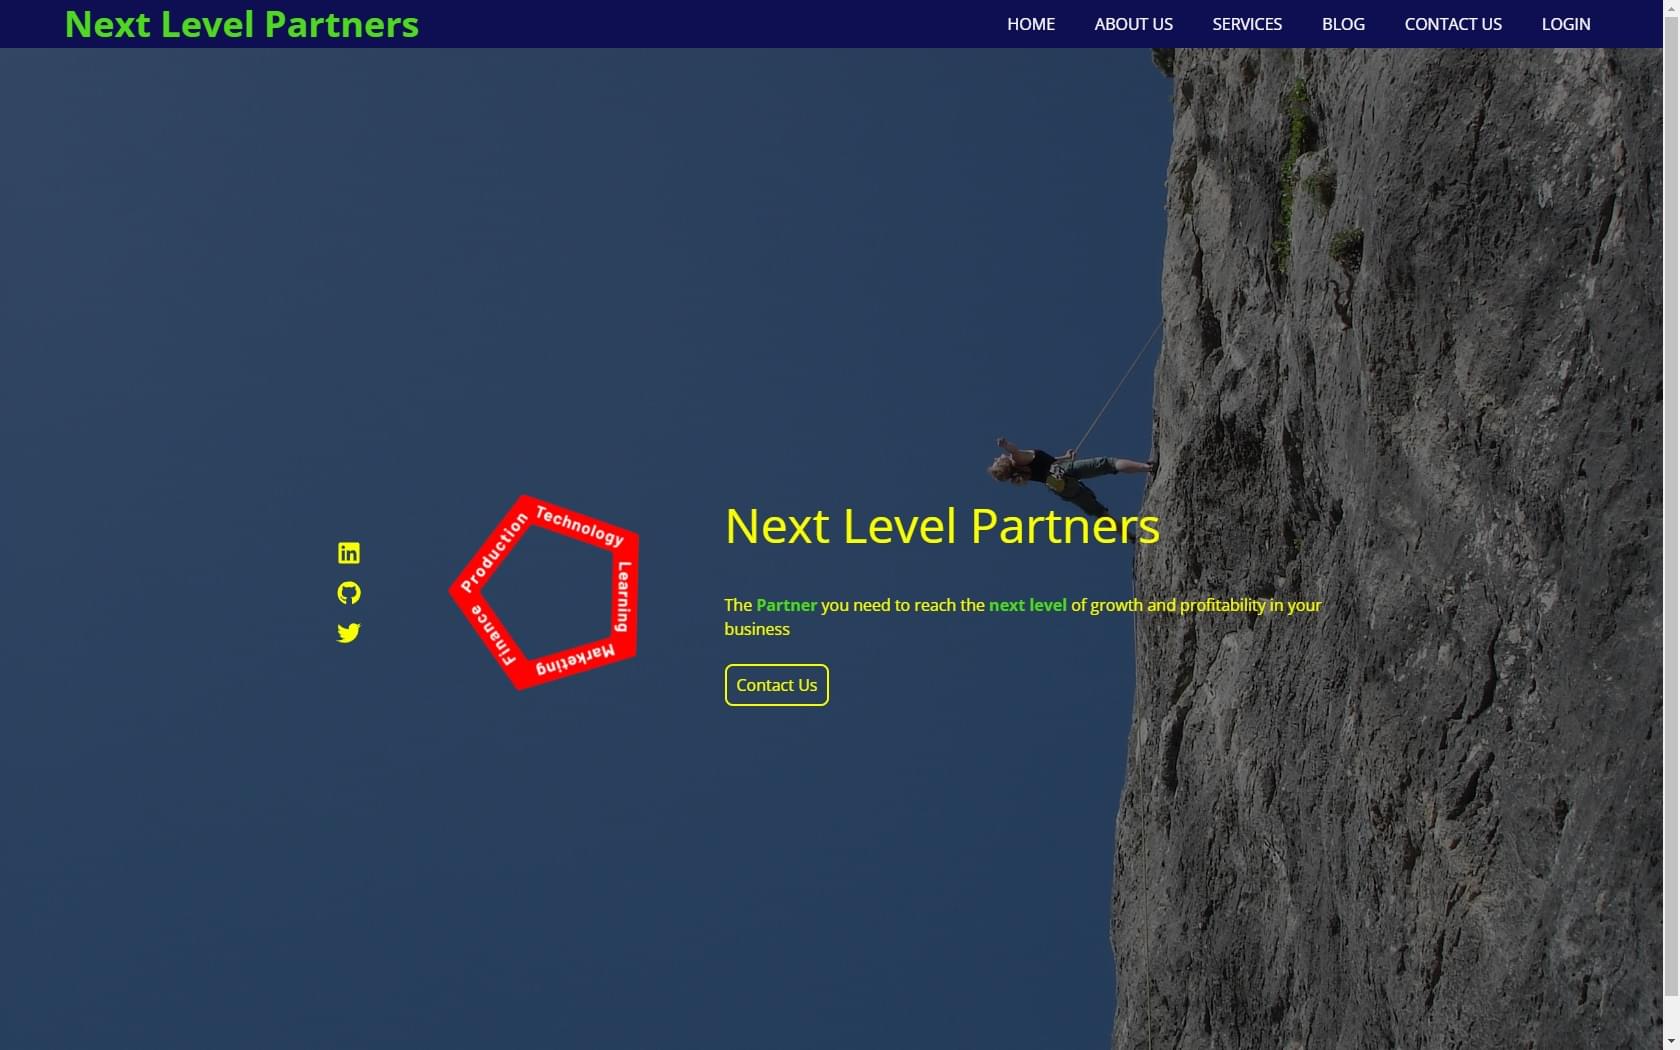 Next Level Partners
HOME ABOUT US SERVICES BLOG CONTACT US LOGIN
Production
Technology
Learning
Marketing
Finance
Next Level Partners
The Partner you need to reach the next level of growth and profitability in your
business
Contact Us